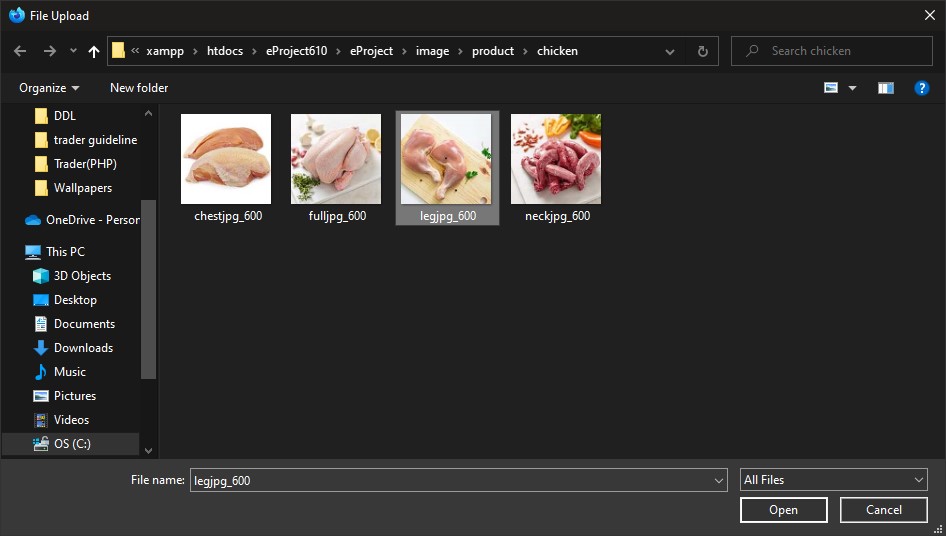 File Upload
xampp
htdocs
eProject610
eProject
image
product
chicken
Search chicken
Organize
New folder
DDL
trader guideline
Trader(PHP)
Wallpapers
OneDrive - Person
This PC
3D Objects
Desktop
Documents
Downloads
Music
Pictures
Videos
OS (C:)
chestjpg_600
fulljpg_600
legjpg_600
neckjpg_600
File name:
legjpg_600
All Files
Open
Cancel